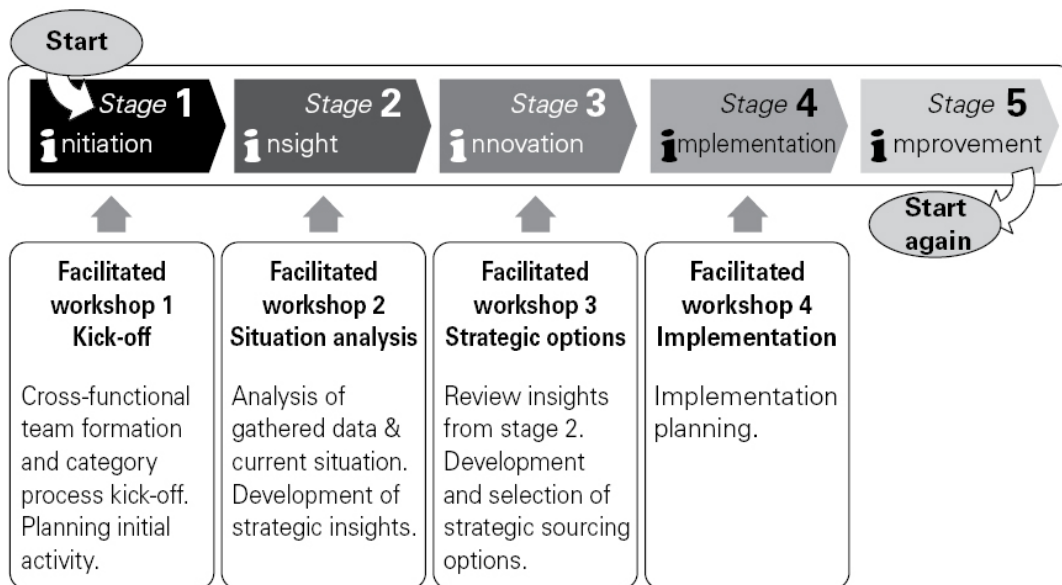 Start
Stage 1
initiation
Stage 2
insight
Stage 3
innovation
Stage 4
implementation
Stage 5
improvement
Start
again
Facilitated
workshop 1
Kick-off
Cross-functional
team formation
and category
process kick-off.
Planning initial
activity.
Facilitated
workshop 2
Situation analysis
Analysis of
gathered data &
current situation.
Development of
strategic insights.
Facilitated
workshop 3
Strategic options
Review insights
from stage 2.
Development
and selection of
strategic sourcing
options.
Facilitated
workshop 4
Implementation
Implementation
planning.